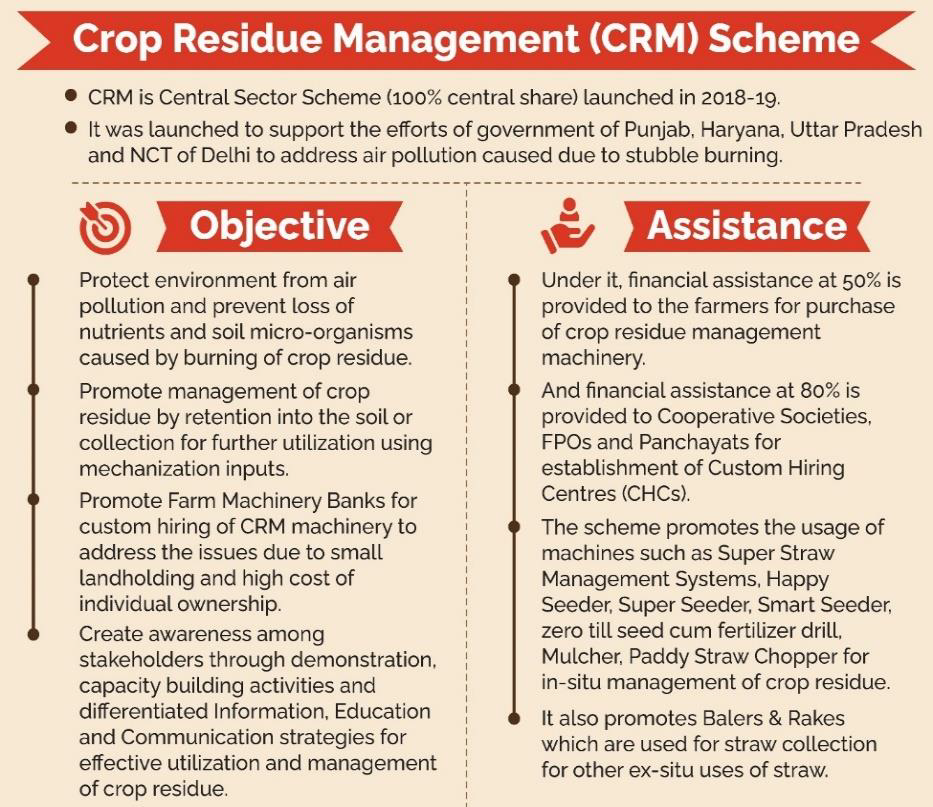 Crop Residue Management (CRM) Scheme
CRM is Central Sector Scheme (100% central share) launched in 2018-19.
It was launched to support the efforts of government of Punjab, Haryana, Uttar Pradesh
and NCT of Delhi to address air pollution caused due to stubble burning.
Objective
Protect environment from air
pollution and prevent loss of
nutrients and soil micro-organisms
caused by burning of crop residue.
Promote management of crop
residue by retention into the soil or
collection for further utilization using
mechanization inputs.
Promote Farm Machinery Banks for
custom hiring of CRM machinery to
address the issues due to small
landholding and high cost of
individual ownership.
Create awareness among
stakeholders through demonstration,
capacity building activities and
differentiated Information, Education
and Communication strategies for
effective utilization and management
of crop residue.
Assistance
Under it, financial assistance at 50% is
provided to the farmers for purchase
of crop residue management
machinery.
And financial assistance at 80% is
provided to Cooperative Societies,
FPOs and Panchayats for
establishment of Custom Hiring
Centres (CHCs).
The scheme promotes the usage of
machines such as Super Straw
Management Systems, Happy
Seeder, Super Seeder, Smart Seeder,
zero till seed cum fertilizer drill,
Mulcher, Paddy Straw Chopper for
in-situ management of crop residue.
It also promotes Balers & Rakes
which are used for straw collection
for other ex-situ uses of straw.